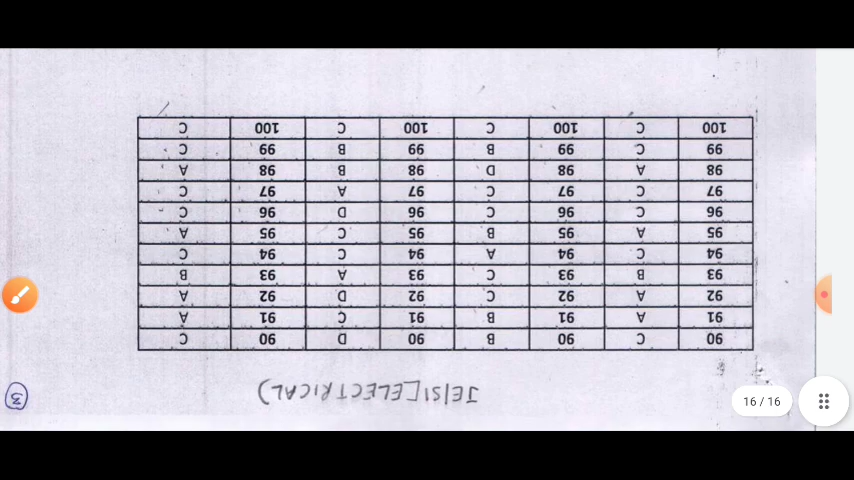 3
JE|SI[ELECTRICAL)
90 C 90 B 90 D 90 C
91 A 91 B 91 C 91 A
92 A 92 C 92 D 92 A
93 B 93 C 93 A 93 B
94 C 94 A 94 C 94 C
95 A 95 B 95 C 95 A
96 C 96 C 96 D 96 C
97 C 97 C 97 A 97 C
98 A 98 D 98 B 98 A
99 C 99 B 99 B 99 C
100 C 100 C 100 C 100 C
16 / 16